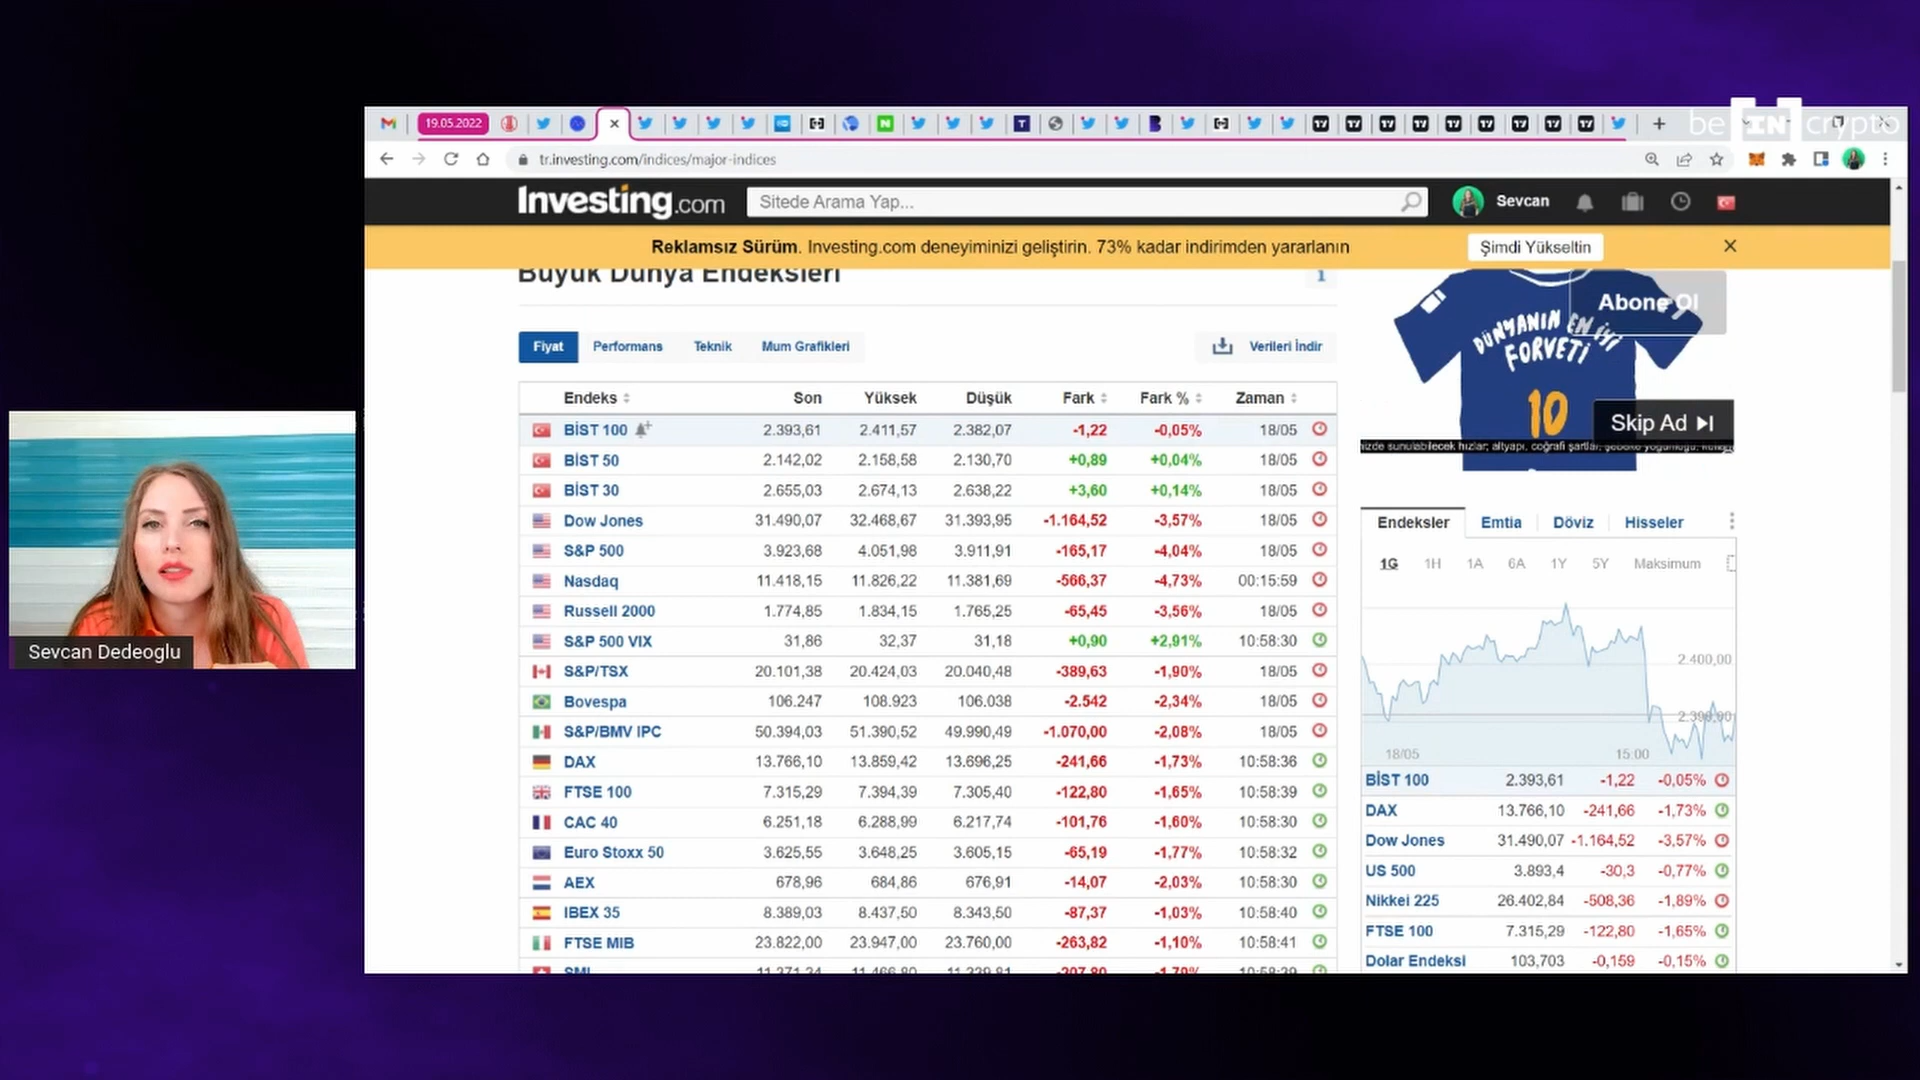 19.05.2022
be IN crypto
tr.investing.com/indices/major-indices
Investing.com
Sitede Arama Yap...
Sevcan
Reklamsız Sürüm. Investing.com deneyiminizi geliştirin. 73% kadar indirimden yararlanın
Şimdi Yükseltin
Büyük Dünya Endeksleri
Fiyat Performans Teknik Mum Grafikleri Verileri İndir
Endeks Son Yüksek Düşük Fark Fark % Zaman
BİST 100 2.393,61 2.411,57 2.382,07 -1,22 -0,05% 18/05
BİST 50 2.142,02 2.158,58 2.130,70 +0,89 +0,04% 18/05
BİST 30 2.655,03 2.674,13 2.638,22 +3,60 +0,14% 18/05
Dow Jones 31.490,07 32.468,67 31.393,95 -1.164,52 -3,57% 18/05
S&P 500 3.923,68 4.051,98 3.911,91 -165,17 -4,04% 18/05
Nasdaq 11.418,15 11.826,22 11.381,69 -566,37 -4,73% 00:15:59
Russell 2000 1.774,85 1.834,15 1.765,25 -65,45 -3,56% 18/05
S&P 500 VIX 31,86 32,37 31,18 +0,90 +2,91% 10:58:30
S&P/TSX 20.101,38 20.424,03 20.040,48 -389,63 -1,90% 18/05
Bovespa 106.247 108.923 106.038 -2.542 -2,34% 18/05
S&P/BMV IPC 50.394,03 51.390,52 49.990,49 -1.070,00 -2,08% 18/05
DAX 13.766,10 13.859,42 13.696,25 -241,66 -1,73% 10:58:36
FTSE 100 7.315,29 7.394,39 7.305,40 -122,80 -1,65% 10:58:39
CAC 40 6.251,18 6.288,99 6.217,74 -101,76 -1,60% 10:58:30
Euro Stoxx 50 3.625,55 3.648,25 3.605,15 -65,19 -1,77% 10:58:32
AEX 678,96 684,86 676,91 -14,07 -2,03% 10:58:30
IBEX 35 8.389,03 8.437,50 8.343,50 -87,37 -1,03% 10:58:40
FTSE MIB 23.822,00 23.947,00 23.760,00 -263,82 -1,10% 10:58:41
SMI
Abone Ol
DÜNYANIN EN İYİ
FORVETİ
10
Skip Ad
Endeksler Emtia Döviz Hisseler
1G 1H 1A 6A 1Y 5Y Maksimum
2.400,00
2.390,00
18/05 15:00
BİST 100 2.393,61 -1,22 -0,05%
DAX 13.766,10 -241,66 -1,73%
Dow Jones 31.490,07 -1.164,52 -3,57%
US 500 3.893,4 -30,3 -0,77%
Nikkei 225 26.402,84 -508,36 -1,89%
FTSE 100 7.315,29 -122,80 -1,65%
Dolar Endeksi 103,703 -0,159 -0,15%
Sevcan Dedeoglu